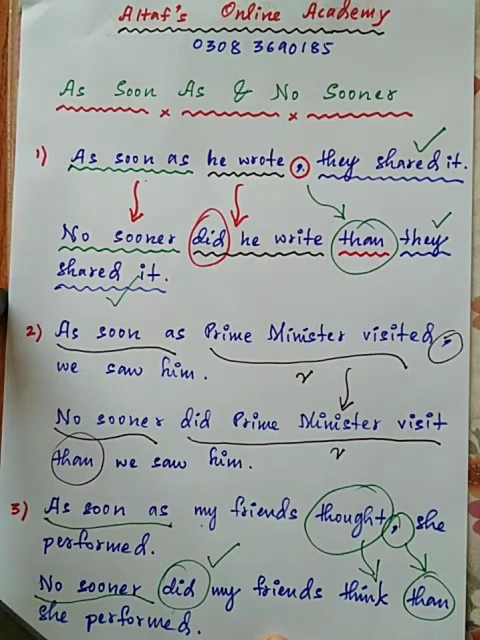 Altaf's Online Academy
0308 3690185
As Soon As & No Sooner
1) As soon as he wrote, they shared it.
No sooner did he write than they
shared it.
2) As soon as Prime Minister visited,
we saw him.
No sooner did Prime Minister visit
than we saw him.
3) As soon as my friends thought, she
performed.
No sooner did my friends think than
she performed.